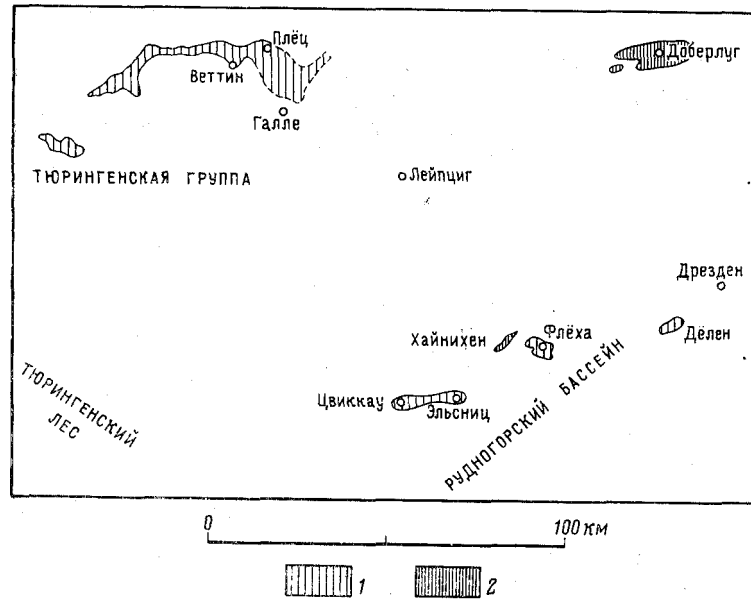 Плёц
Веттин
Галле
Доберлуг
ТЮРИНГЕНСКАЯ ГРУППА
Лейпциг
Дрезден
Хайнихен
Флёха
Дёлен
ТЮРИНГЕНСКИЙ
ЛЕС
Цвиккау
Эльсниц
РУДНОГОРСКИЙ БАССЕЙН
0
100 км
1
2